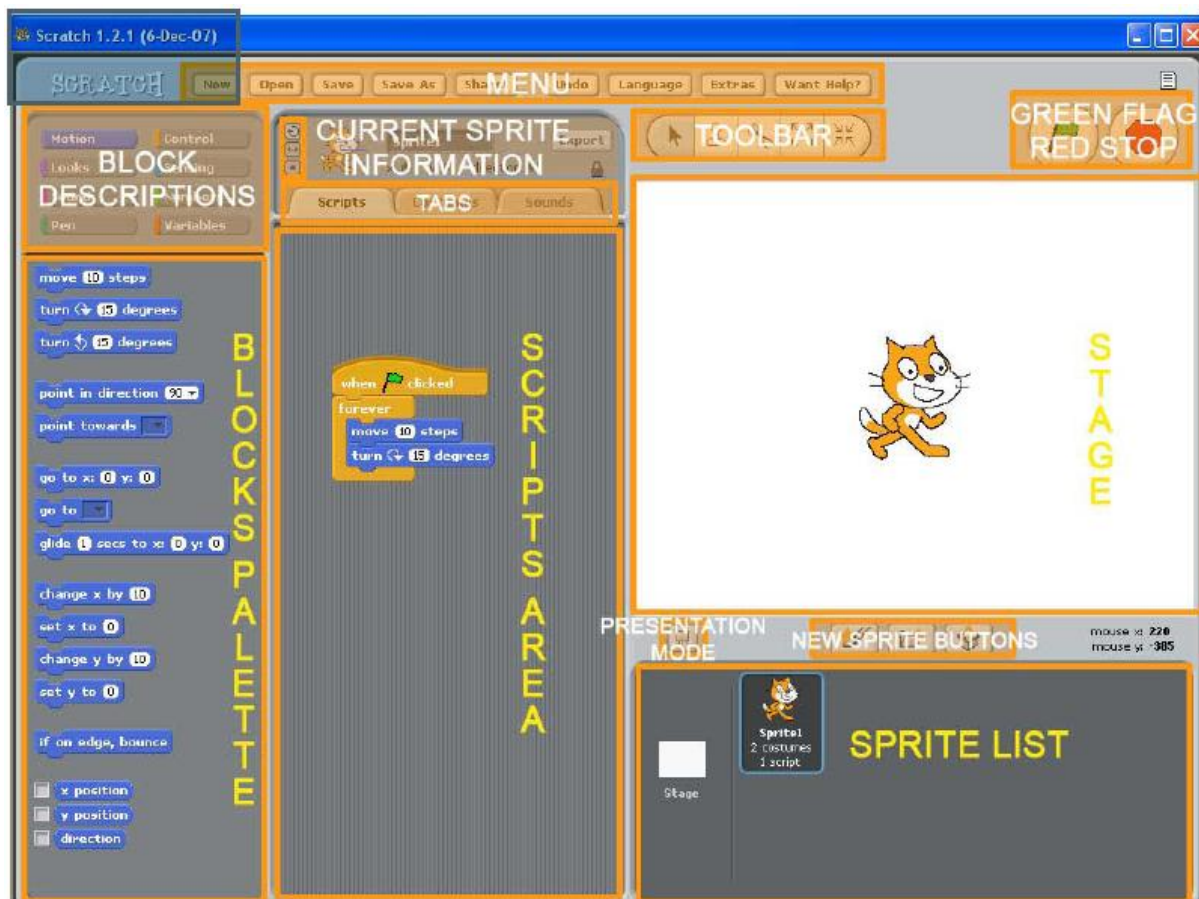 Scratch 1.2.1 (6-Dec-07)
SCRATCH
New Open Save Save As Undo Language Extras Want Help?
MENU
Motion Control
Looks
Pen Variables
BLOCK
DESCRIPTIONS
CURRENT SPRITE
INFORMATION
Export
Scripts Sounds
TABS
TOOLBAR
GREEN FLAG
RED STOP
move 10 steps
turn 15 degrees
turn 15 degrees
point in direction 90
point towards
go to x: 0 y: 0
go to
glide 1 secs to x: 0 y: 0
change x by 10
set x to 0
change y by 10
set y to 0
if on edge, bounce
x position
y position
direction
BLOCKS PALETTE
when clicked
forever
move 10 steps
turn 15 degrees
SCRIPTS AREA
STAGE
PRESENTATION
MODE
NEW SPRITE BUTTONS
mouse x: 220
mouse y: -385
Stage
Sprite1
2 costumes
1 script
SPRITE LIST